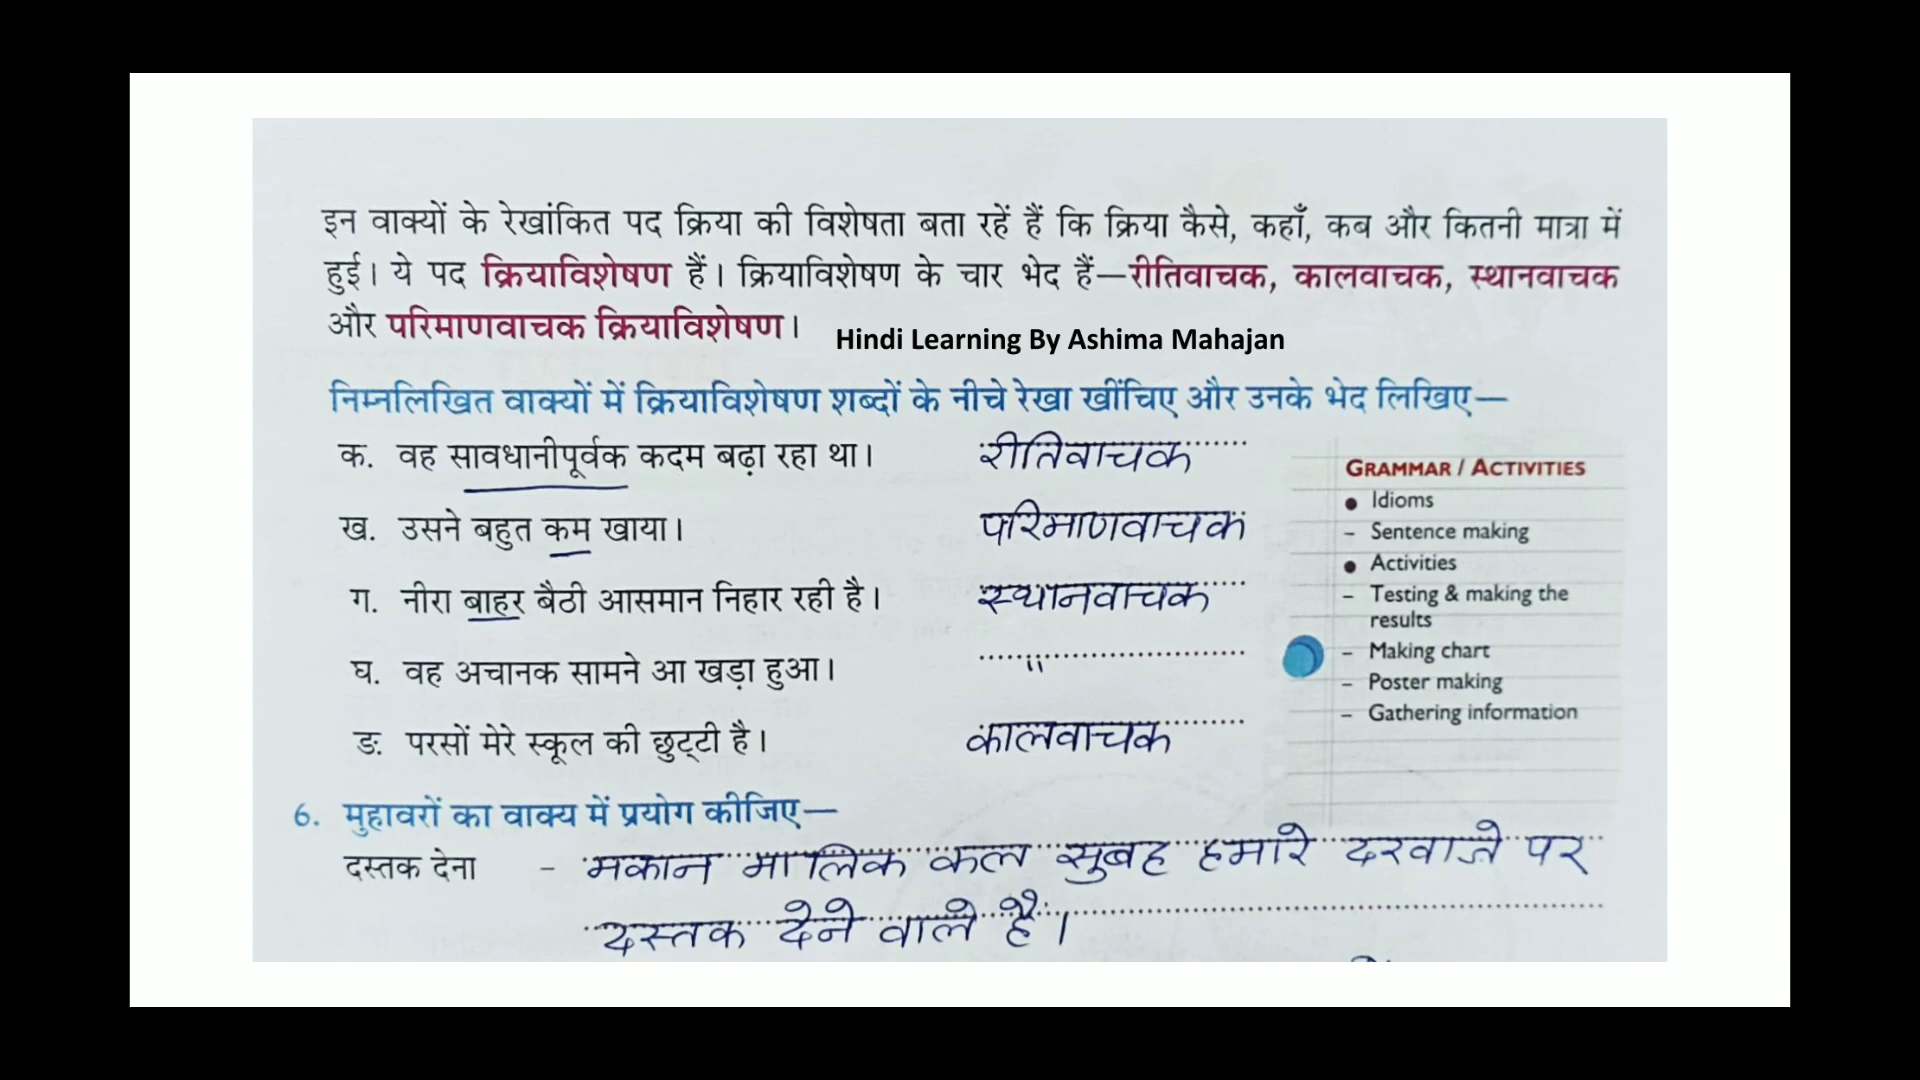 इन वाक्यों के रेखांकित पद क्रिया की विशेषता बता रहें हैं कि क्रिया कैसे, कहाँ, कब और कितनी मात्रा में
हुई। ये पद क्रियाविशेषण हैं। क्रियाविशेषण के चार भेद हैं—रीतिवाचक, कालवाचक, स्थानवाचक
और परिमाणवाचक क्रियाविशेषण।
Hindi Learning By Ashima Mahajan
निम्नलिखित वाक्यों में क्रियाविशेषण शब्दों के नीचे रेखा खींचिए और उनके भेद लिखिए—
क. वह सावधानीपूर्वक कदम बढ़ा रहा था। रीतिवाचक
ख. उसने बहुत कम खाया। परिमाणवाचक
ग. नीरा बाहर बैठी आसमान निहार रही है। स्थानवाचक
घ. वह अचानक सामने आ खड़ा हुआ। "
ङ. परसों मेरे स्कूल की छुट्टी है। कालवाचक
GRAMMAR / ACTIVITIES
● Idioms
– Sentence making
● Activities
– Testing & making the
results
– Making chart
– Poster making
– Gathering information
6. मुहावरों का वाक्य में प्रयोग कीजिए—
दस्तक देना - मकान मालिक कल सुबह हमारे दरवाजे पर
दस्तक देने वाले है।